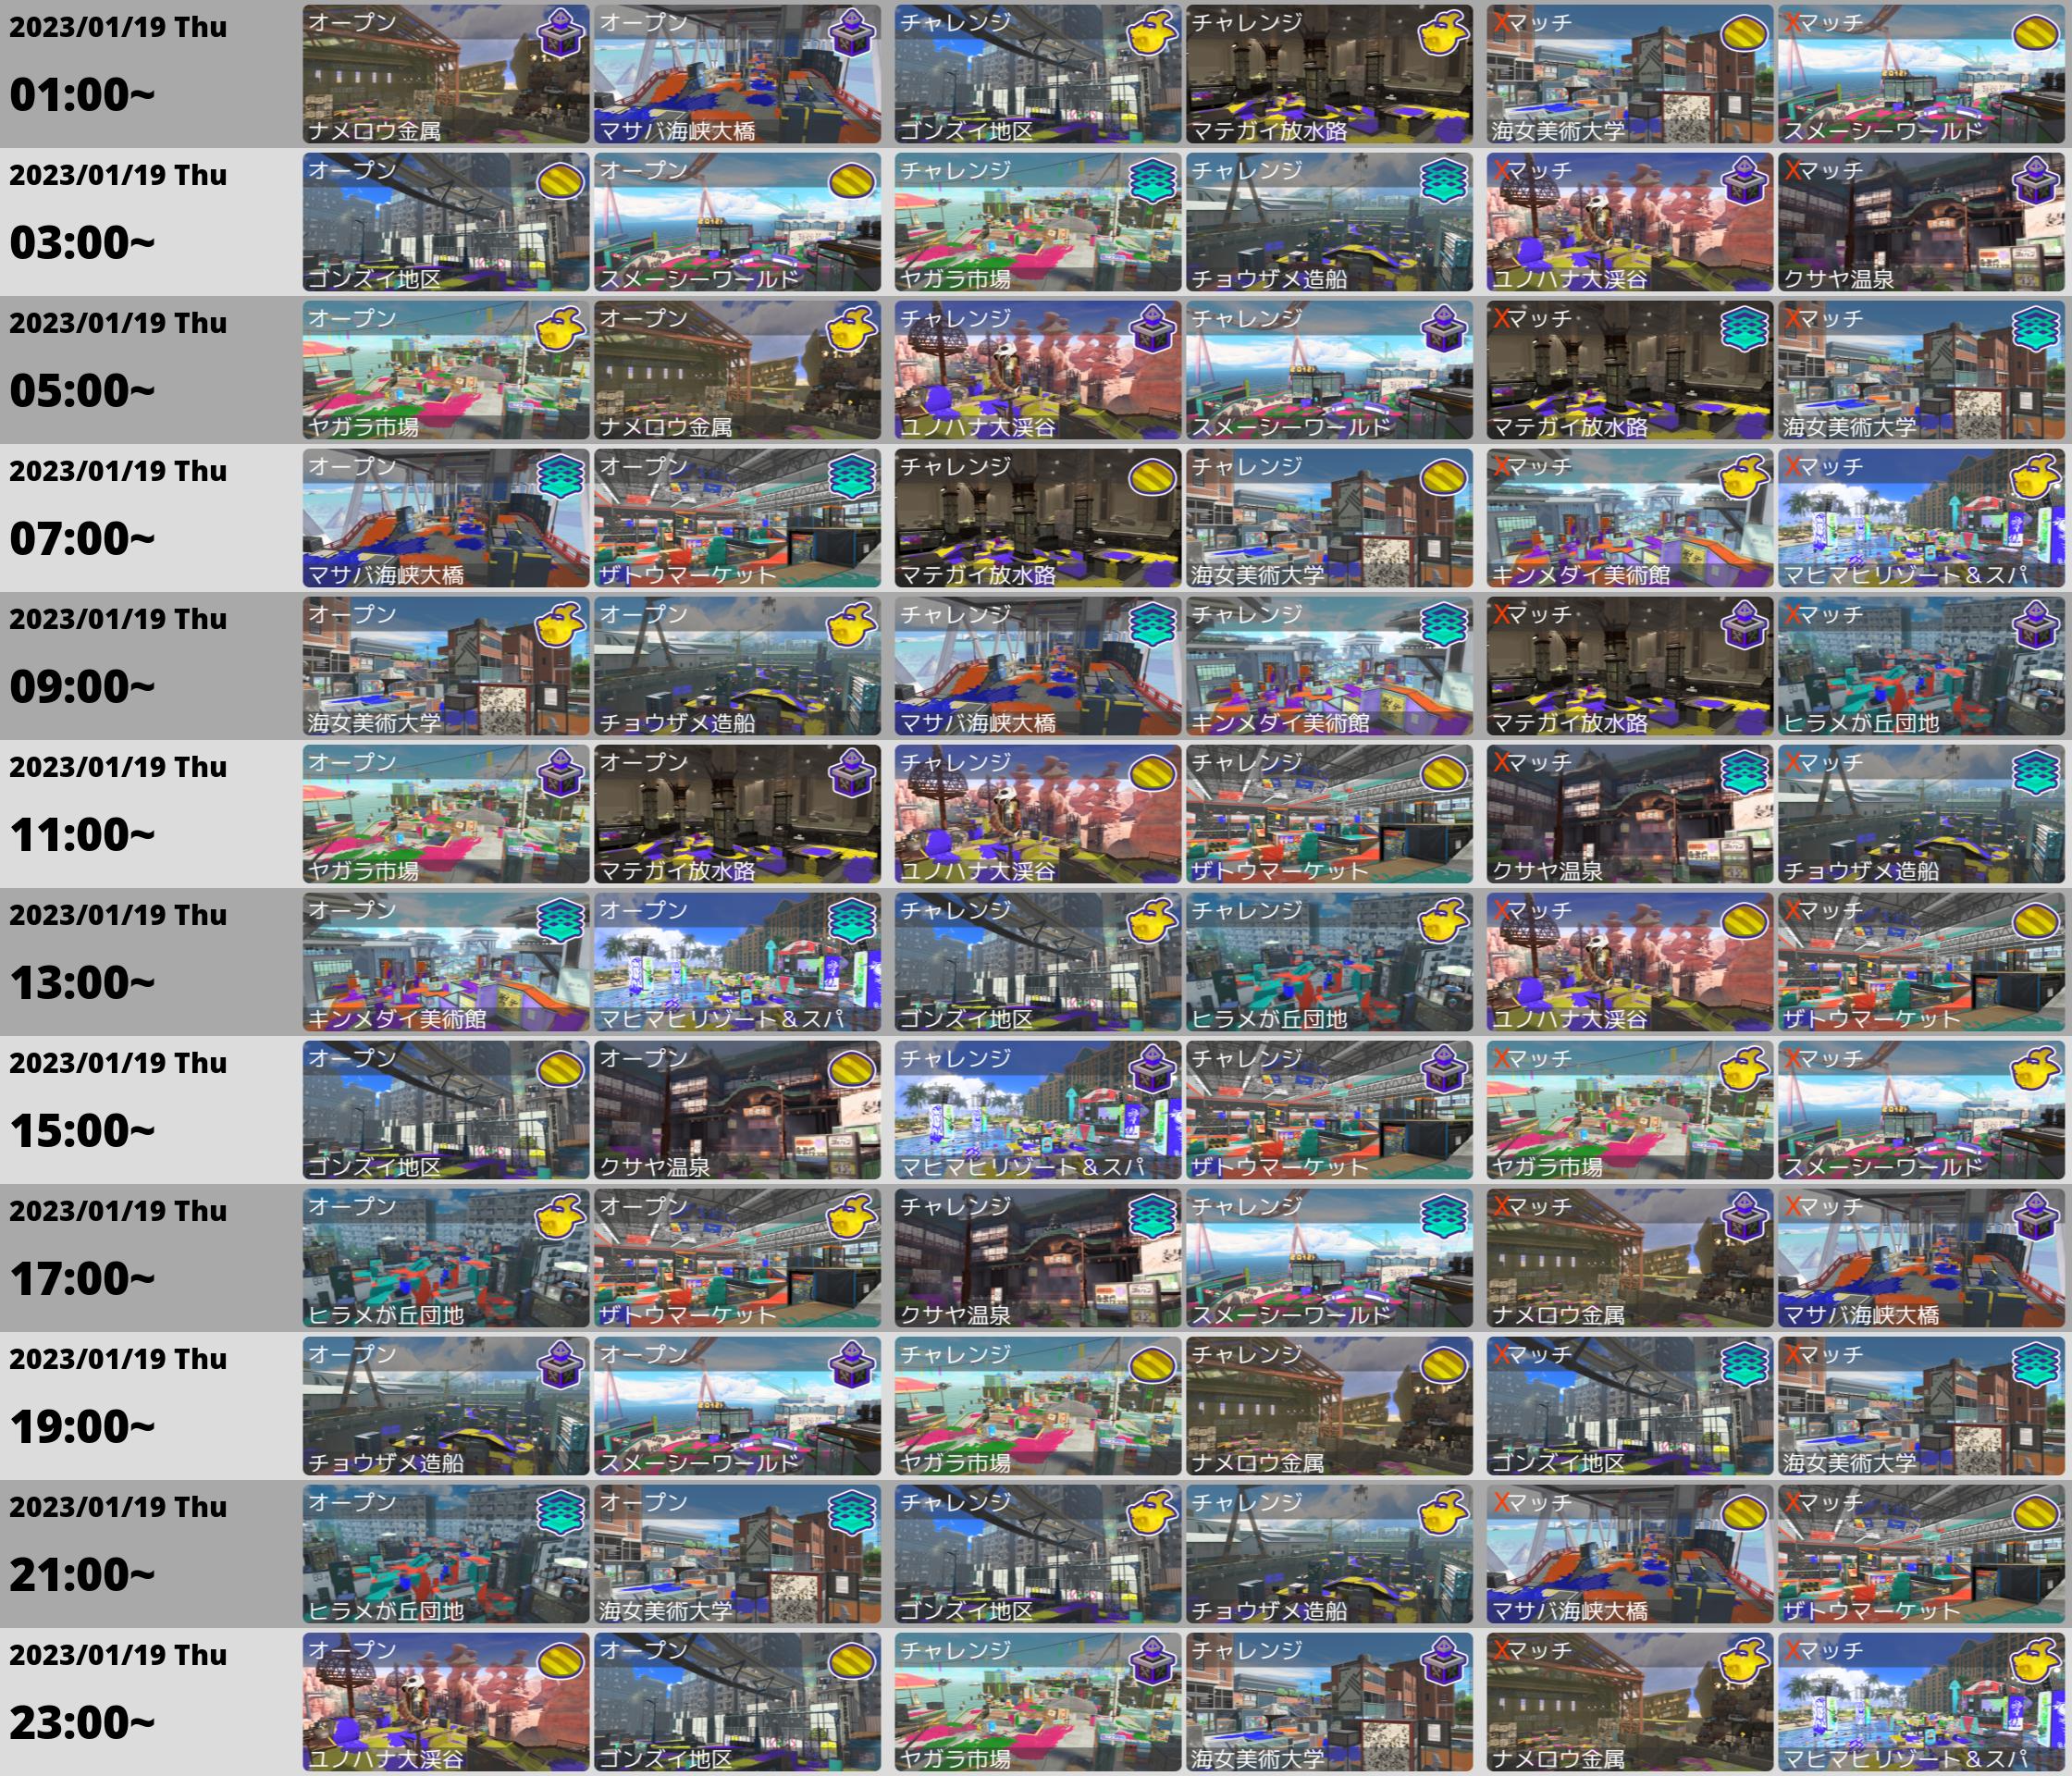 2023/01/19 Thu
01:00~
オープン オープン チャレンジ チャレンジ Xマッチ Xマッチ
ナメロウ金属 マサバ海峡大橋 ゴンズイ地区 マテガイ放水路 海女美術大学 スメーシーワールド
2023/01/19 Thu
03:00~
オープン オープン チャレンジ チャレンジ Xマッチ Xマッチ
ゴンズイ地区 スメーシーワールド ヤガラ市場 チョウザメ造船 ユノハナ大渓谷 クサヤ温泉
2023/01/19 Thu
05:00~
オープン オープン チャレンジ チャレンジ Xマッチ Xマッチ
ヤガラ市場 ナメロウ金属 ユノハナ大渓谷 スメーシーワールド マテガイ放水路 海女美術大学
2023/01/19 Thu
07:00~
オープン オープン チャレンジ チャレンジ Xマッチ Xマッチ
マサバ海峡大橋 ザトウマーケット マテガイ放水路 海女美術大学 キンメダイ美術館 マヒマヒリゾート＆スパ
2023/01/19 Thu
09:00~
オープン オープン チャレンジ チャレンジ Xマッチ Xマッチ
海女美術大学 チョウザメ造船 マサバ海峡大橋 キンメダイ美術館 マテガイ放水路 ヒラメが丘団地
2023/01/19 Thu
11:00~
オープン オープン チャレンジ チャレンジ Xマッチ Xマッチ
ヤガラ市場 マテガイ放水路 ユノハナ大渓谷 ザトウマーケット クサヤ温泉 チョウザメ造船
2023/01/19 Thu
13:00~
オープン オープン チャレンジ チャレンジ Xマッチ Xマッチ
キンメダイ美術館 マヒマヒリゾート＆スパ ゴンズイ地区 ヒラメが丘団地 ユノハナ大渓谷 ザトウマーケット
2023/01/19 Thu
15:00~
オープン オープン チャレンジ チャレンジ Xマッチ Xマッチ
ゴンズイ地区 クサヤ温泉 マヒマヒリゾート＆スパ ザトウマーケット ヤガラ市場 スメーシーワールド
2023/01/19 Thu
17:00~
オープン オープン チャレンジ チャレンジ Xマッチ Xマッチ
ヒラメが丘団地 ザトウマーケット クサヤ温泉 スメーシーワールド ナメロウ金属 マサバ海峡大橋
2023/01/19 Thu
19:00~
オープン オープン チャレンジ チャレンジ Xマッチ Xマッチ
チョウザメ造船 スメーシーワールド ヤガラ市場 ナメロウ金属 ゴンズイ地区 海女美術大学
2023/01/19 Thu
21:00~
オープン オープン チャレンジ チャレンジ Xマッチ Xマッチ
ヒラメが丘団地 海女美術大学 ゴンズイ地区 チョウザメ造船 マサバ海峡大橋 ザトウマーケット
2023/01/19 Thu
23:00~
オープン オープン チャレンジ チャレンジ Xマッチ Xマッチ
ユノハナ大渓谷 ゴンズイ地区 ヤガラ市場 海女美術大学 ナメロウ金属 マヒマヒリゾート＆スパ